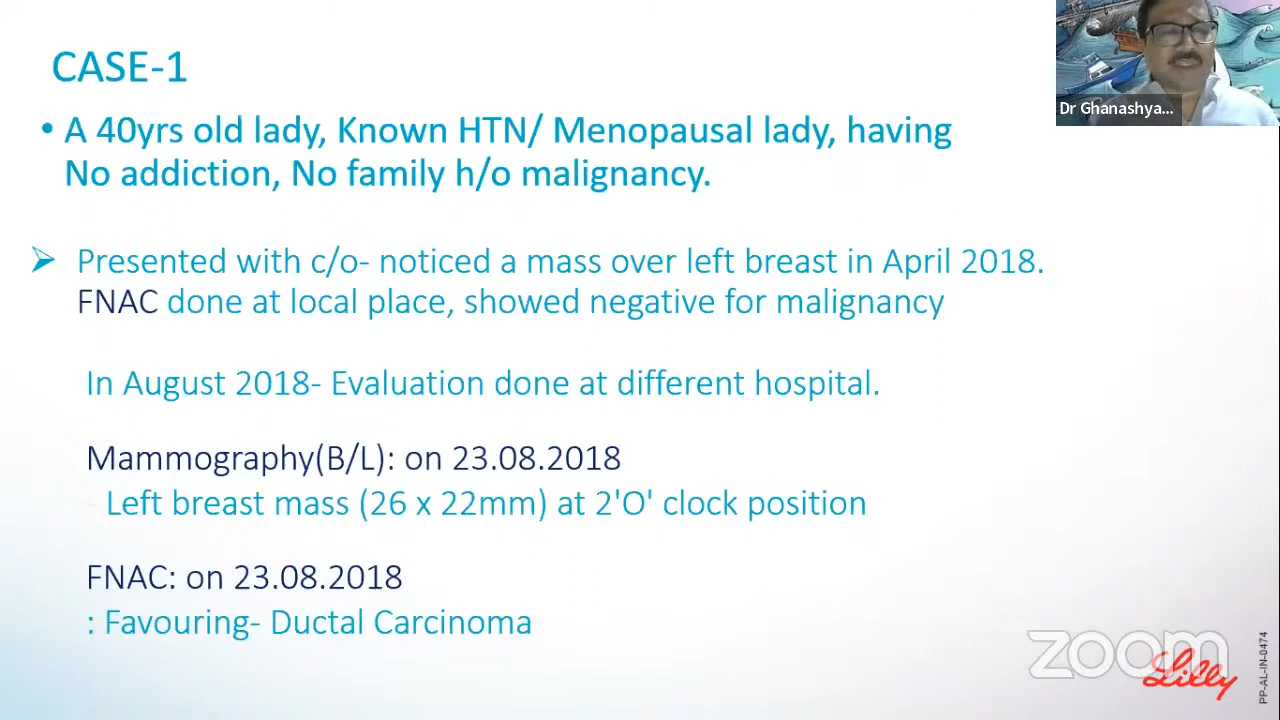 CASE-1
• A 40yrs old lady, Known HTN/ Menopausal lady, having
No addiction, No family h/o malignancy.
➢ Presented with c/o- noticed a mass over left breast in April 2018.
FNAC done at local place, showed negative for malignancy
In August 2018- Evaluation done at different hospital.
Mammography(B/L): on 23.08.2018
Left breast mass (26 x 22mm) at 2'O' clock position
FNAC: on 23.08.2018
: Favouring- Ductal Carcinoma
Dr Ghanashya...
zoom
Lilly
PP-AL-IN-0474